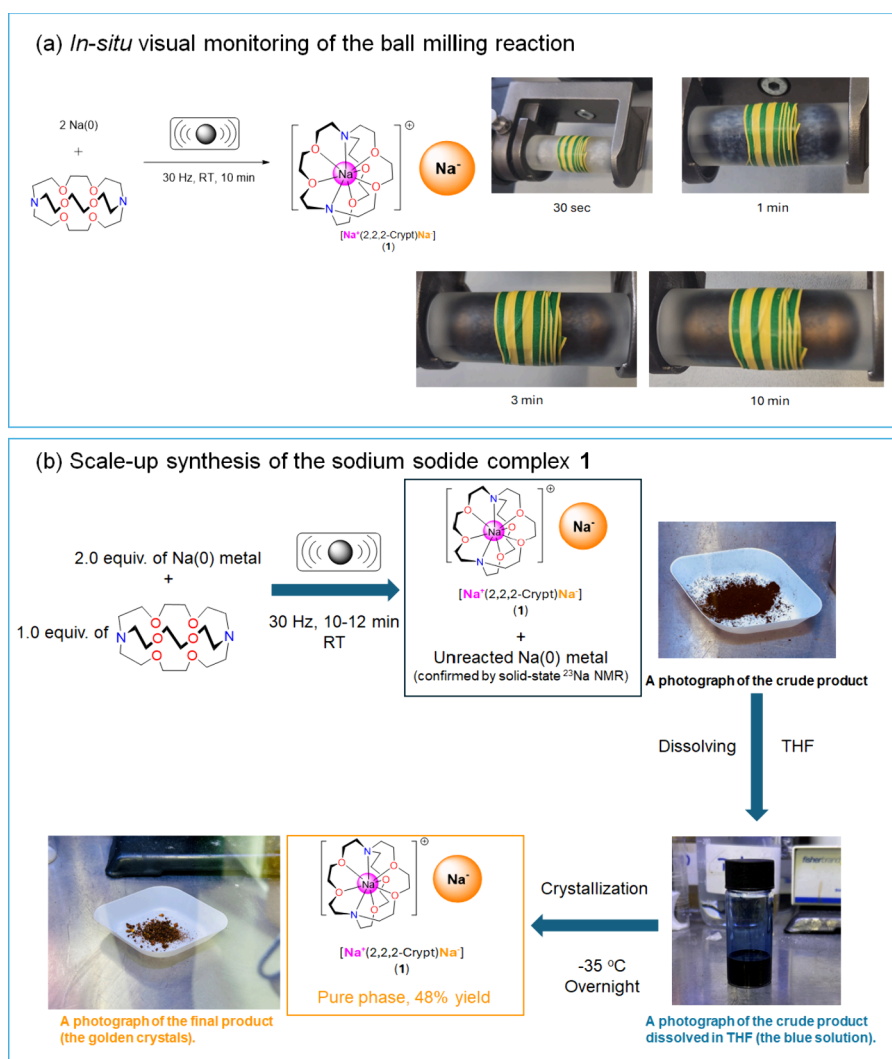 (a) In-situ visual monitoring of the ball milling reaction
2 Na(0)
+
N
N
O
O
O
O
O
O
30 Hz, RT, 10 min
⊕
N
O
O
Na⁺
O
O
O
O
N
Na⁻
[Na⁺(2,2,2-Crypt)Na⁻]
(1)
30 sec
1 min
3 min
10 min
(b) Scale-up synthesis of the sodium sodide complex 1
2.0 equiv. of Na(0) metal
+
1.0 equiv. of
N
N
O
O
O
O
O
O
30 Hz, 10-12 min
RT
⊕
N
O
O
Na⁺
O
O
O
O
N
Na⁻
[Na⁺(2,2,2-Crypt)Na⁻]
(1)
+
Unreacted Na(0) metal
(confirmed by solid-state ²³Na NMR)
A photograph of the crude product
Dissolving
THF
fisherbran
A photograph of the crude product
dissolved in THF (the blue solution).
Crystallization
-35 ºC
Overnight
⊕
N
O
O
Na⁺
O
O
O
O
N
Na⁻
[Na⁺(2,2,2-Crypt)Na⁻]
(1)
Pure phase, 48% yield
A photograph of the final product
(the golden crystals).